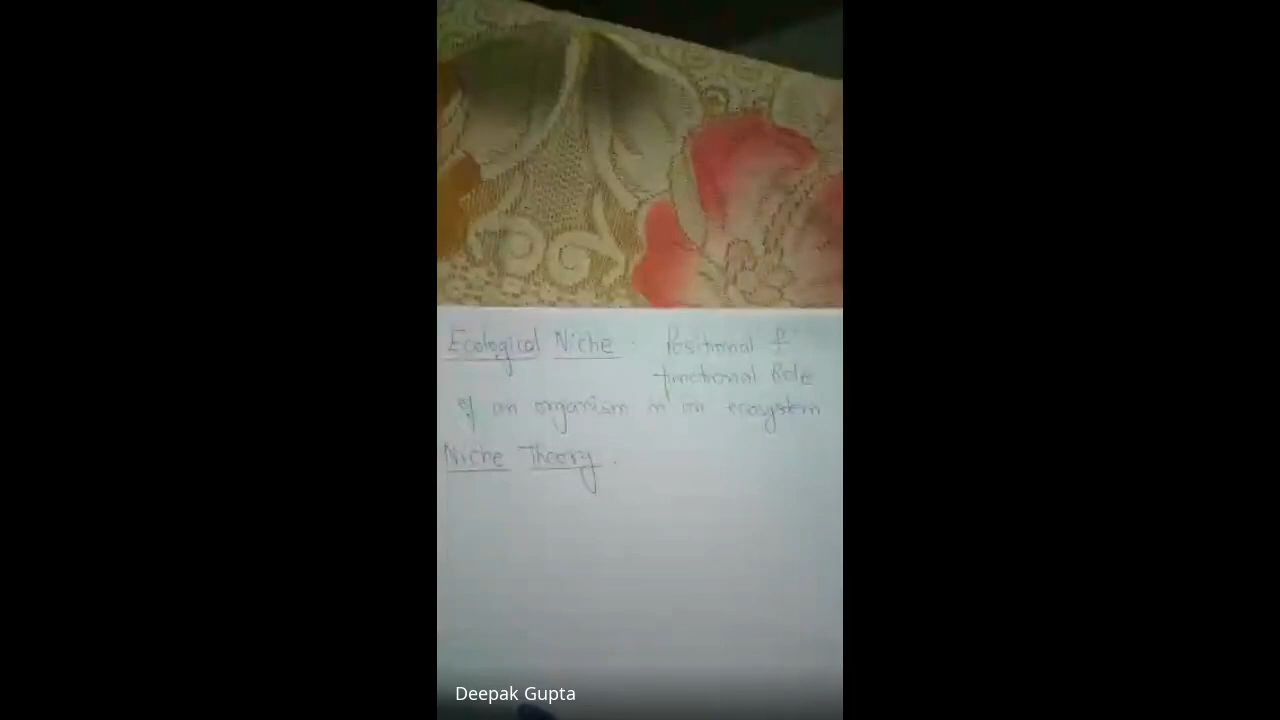 Ecological Niche : Positional &
functional Role
of an organism in an ecosystem
Niche Theory.
Deepak Gupta